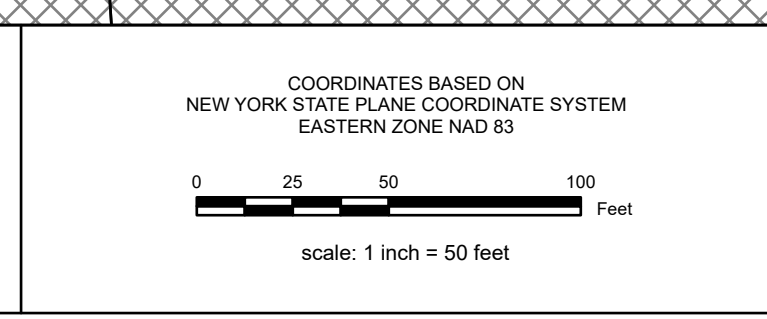 COORDINATES BASED ON
NEW YORK STATE PLANE COORDINATE SYSTEM
EASTERN ZONE NAD 83
0 25 50 100
Feet
scale: 1 inch = 50 feet